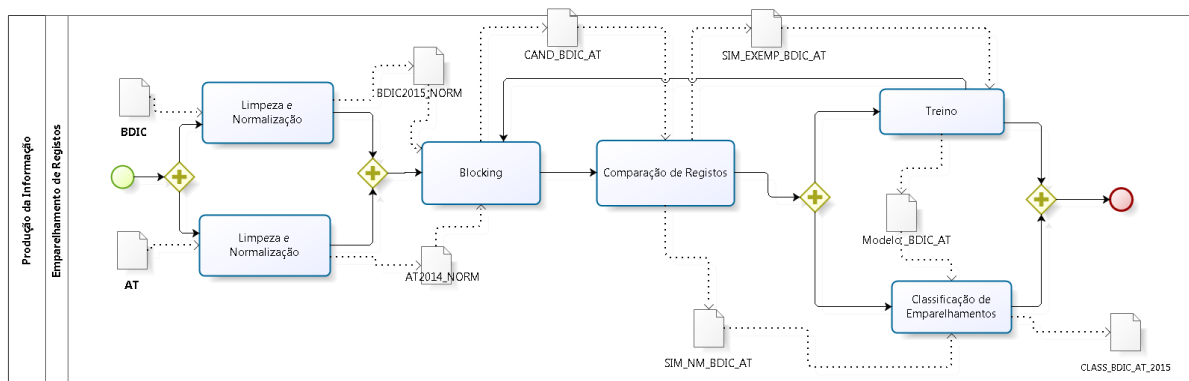 Produção da Informação
Emparelhamento de Registos
BDIC
AT
Limpeza e
Normalização
Limpeza e
Normalização
BDIC2015_NORM
AT2014_NORM
Blocking
CAND_BDIC_AT
Comparação de Registos
SIM_EXEMP_BDIC_AT
SIM_NM_BDIC_AT
Treino
Modelo_BDIC_AT
Classificação de
Emparelhamentos
CLASS_BDIC_AT_2015